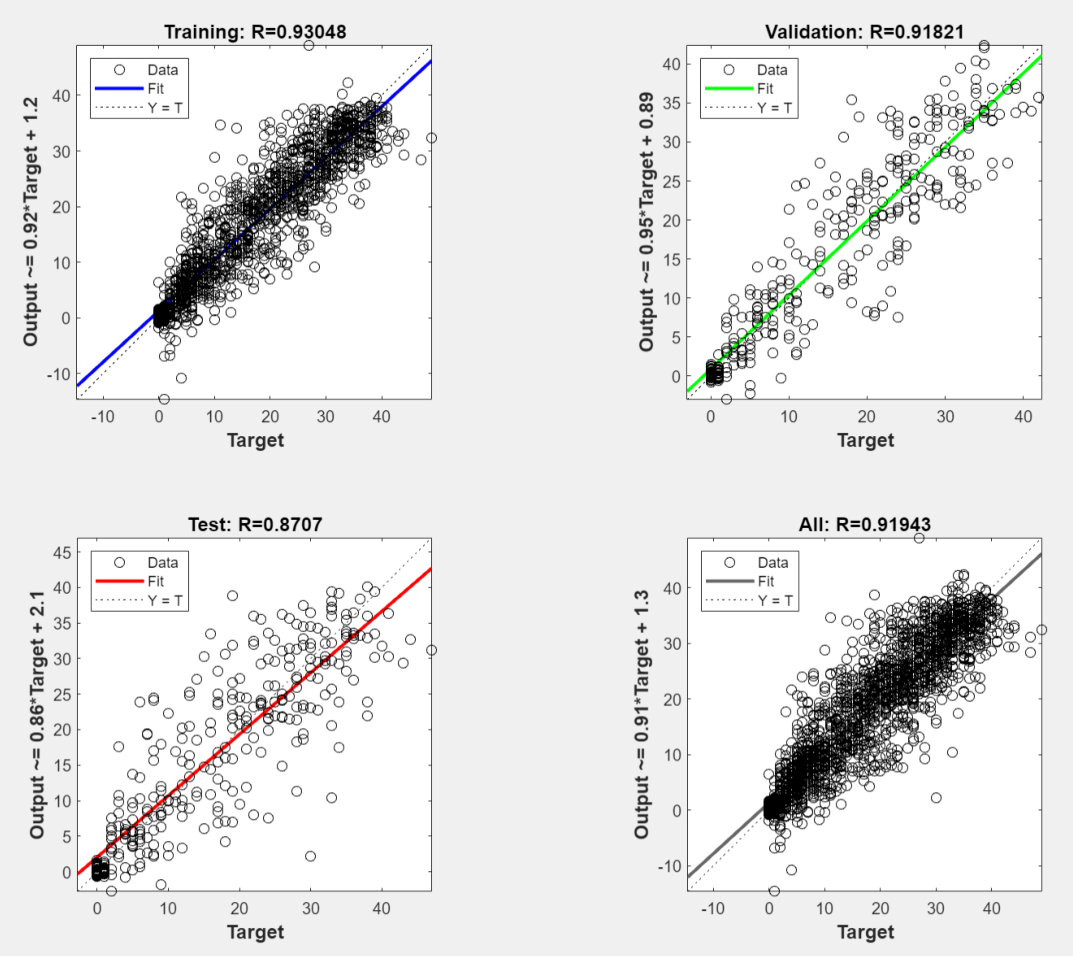 Training: R=0.93048
Data
Fit
Y = T
Output ~= 0.92*Target + 1.2
40
30
20
10
0
-10
-10 0 10 20 30 40
Target
Validation: R=0.91821
Data
Fit
Y = T
Output ~= 0.95*Target + 0.89
40
35
30
25
20
15
10
5
0
0 10 20 30 40
Target
Test: R=0.8707
Data
Fit
Y = T
Output ~= 0.86*Target + 2.1
45
40
35
30
25
20
15
10
5
0
0 10 20 30 40
Target
All: R=0.91943
Data
Fit
Y = T
Output ~= 0.91*Target + 1.3
40
30
20
10
0
-10
-10 0 10 20 30 40
Target